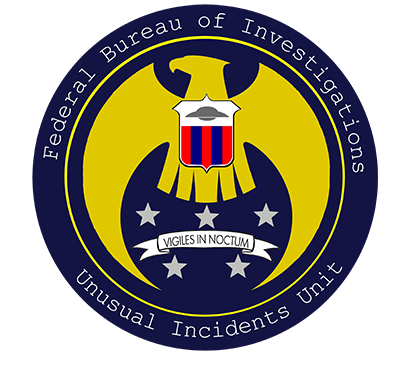 Federal Bureau of Investigations
VIGILES IN NOCTUM
Unusual Incidents Unit